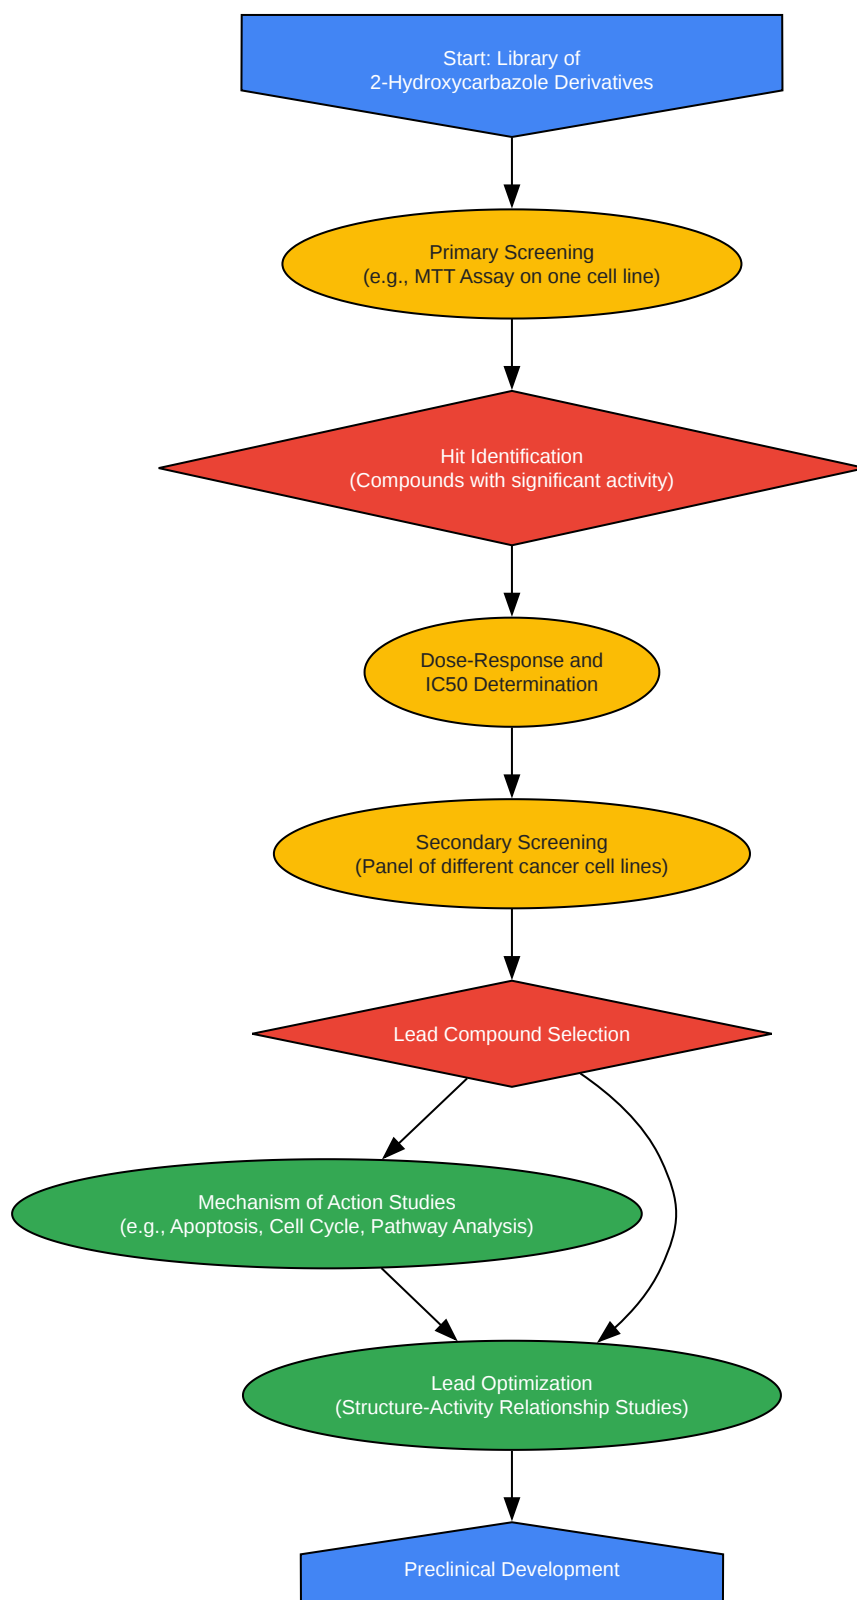 Start: Library of
2-Hydroxycarbazole Derivatives
Primary Screening
(e.g., MTT Assay on one cell line)
Hit Identification
(Compounds with significant activity)
Dose-Response and
IC50 Determination
Secondary Screening
(Panel of different cancer cell lines)
Lead Compound Selection
Mechanism of Action Studies
(e.g., Apoptosis, Cell Cycle, Pathway Analysis)
Lead Optimization
(Structure-Activity Relationship Studies)
Preclinical Development